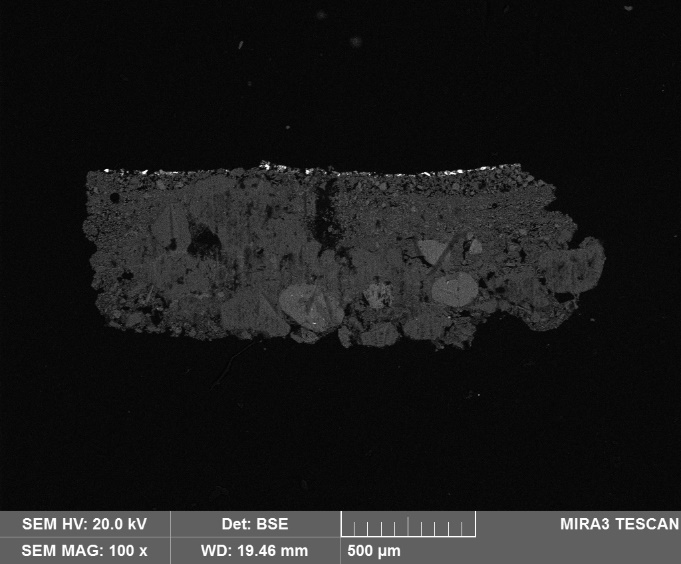 SEM HV: 20.0 kV Det: BSE MIRA3 TESCAN
SEM MAG: 100 x WD: 19.46 mm 500 µm